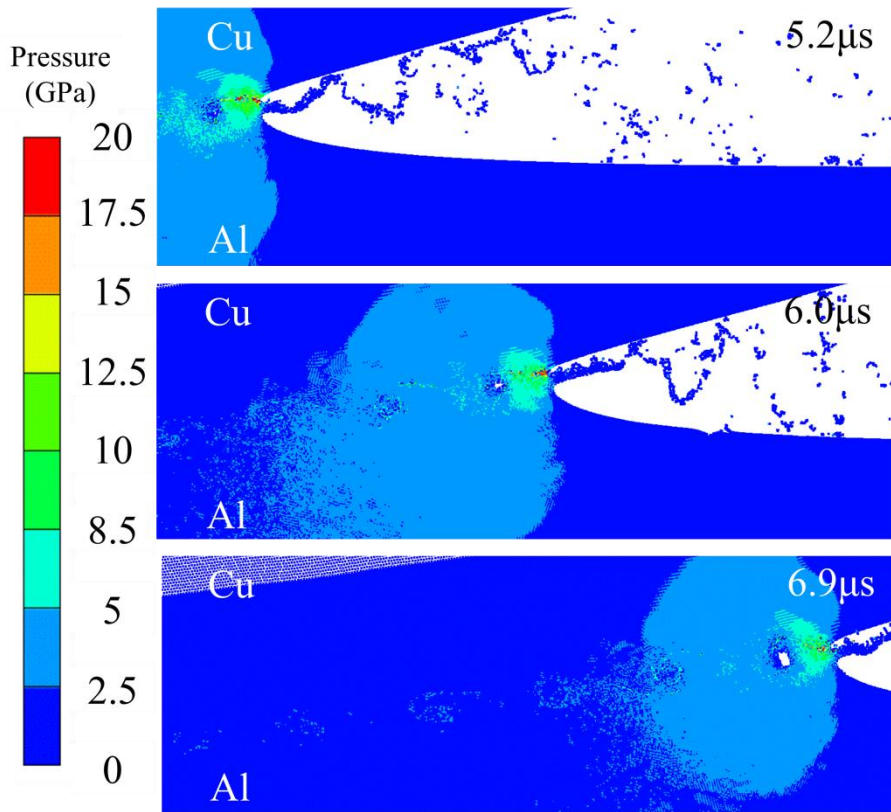 Pressure
(GPa)
20
17.5
15
12.5
10
8.5
5
2.5
0
Cu
5.2μs
Al
Cu
6.0μs
Al
Cu
6.9μs
Al